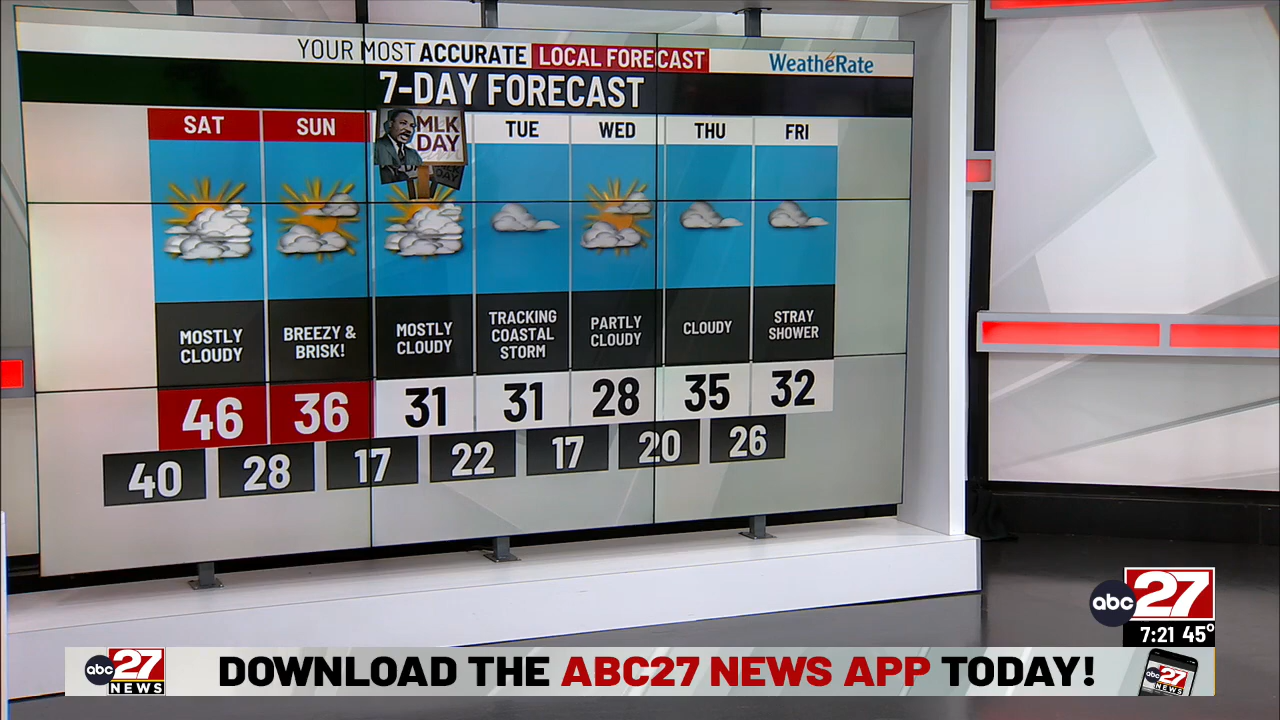 YOUR MOST ACCURATE LOCAL FORECAST
WeatheRate
7-DAY FORECAST
SAT SUN MLK DAY TUE WED THU FRI
MOSTLY CLOUDY
BREEZY & BRISK!
MOSTLY CLOUDY
TRACKING COASTAL STORM
PARTLY CLOUDY
CLOUDY
STRAY SHOWER
46 36 31 31 28 35 32
40 28 17 22 17 20 26
abc 27
7:21 45º
abc 27 NEWS
DOWNLOAD THE ABC27 NEWS APP TODAY!
abc 27 NEWS